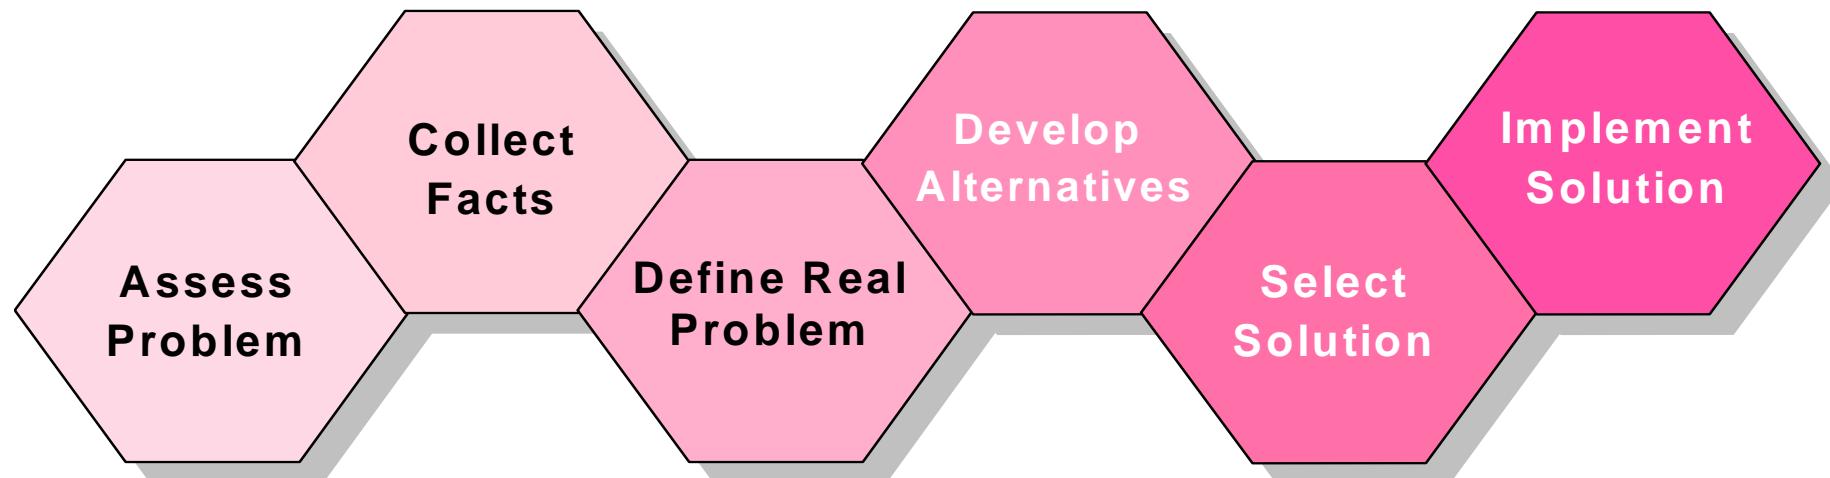 Assess
Problem
Collect
Facts
Define Real
Problem
Develop
Alternatives
Select
Solution
Implement
Solution